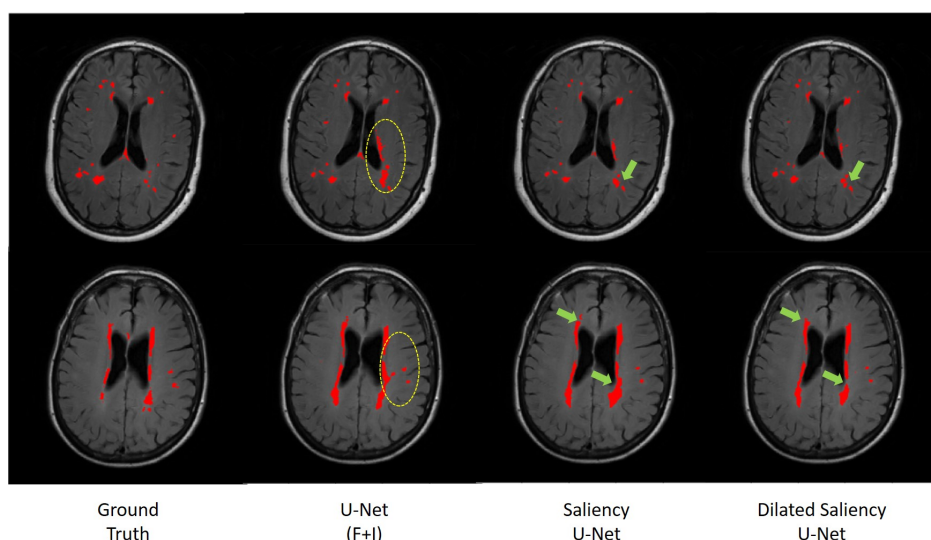 Ground
Truth
U-Net
(F+I)
Saliency
U-Net
Dilated Saliency
U-Net